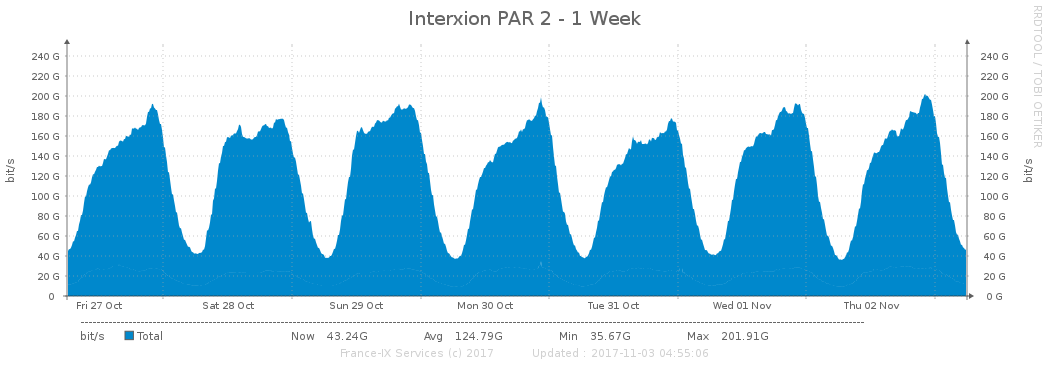 Interxion PAR 2 - 1 Week
RRDTOOL / TOBI OETIKER
240 G 240 G
220 G 220 G
200 G 200 G
180 G 180 G
160 G 160 G
140 G 140 G
120 G 120 G
100 G 100 G
80 G 80 G
60 G 60 G
40 G 40 G
20 G 20 G
0 0 G
bit/s bit/s
Fri 27 Oct Sat 28 Oct Sun 29 Oct Mon 30 Oct Tue 31 Oct Wed 01 Nov Thu 02 Nov
bit/s Total Now 43.24G Avg 124.79G Min 35.67G Max 201.91G
France-IX Services (c) 2017 Updated : 2017-11-03 04:55:06